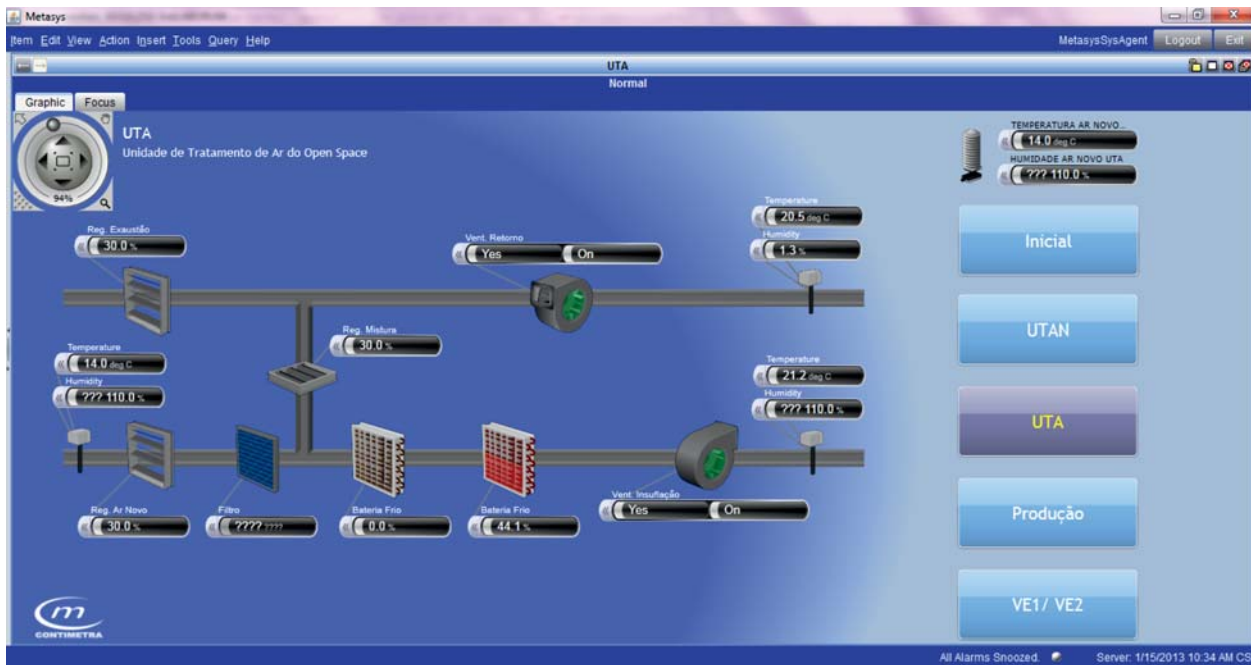 Metasys
Item Edit View Action Insert Tools Query Help
MetasysSysAgent Logout Exit
UTA
Normal
Graphic Focus
UTA
Unidade de Tratamento de Ar do Open Space
94%
TEMPERATURA AR NOVO...
14.0 deg C
HUMIDADE AR NOVO UTA
??? 110.0 %
Reg. Exaustão
30.0 %
Vent. Retorno
Yes On
Temperature
20.5 deg C
Humidity
1.3 %
Reg. Mistura
30.0 %
Temperature
14.0 deg C
Humidity
??? 110.0 %
Temperature
21.2 deg C
Humidity
??? 110.0 %
Reg. Ar Novo
30.0 %
Filtro
???? ????
Bateria Frio
0.0 %
Bateria Frio
44.1 %
Vent. Insuflação
Yes On
Inicial
UTAN
UTA
Produção
VE1/ VE2
m
CONTIMETRA
All Alarms Snoozed. Server: 1/15/2013 10:34 AM CS